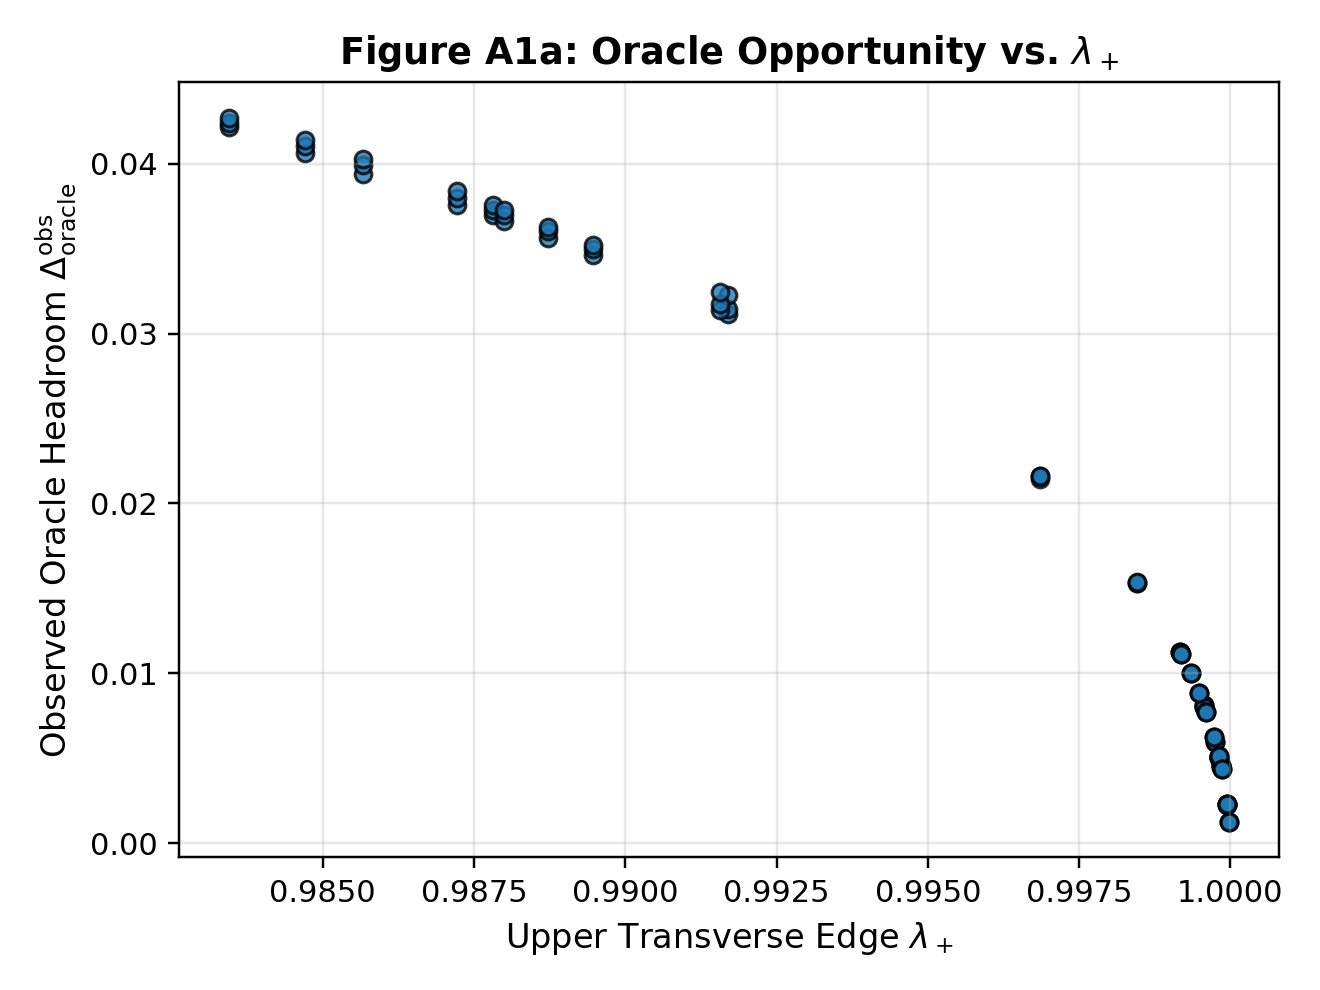 Figure A1a: Oracle Opportunity vs. λ₊
Observed Oracle Headroom Δ^obs_oracle
0.04
0.03
0.02
0.01
0.00
0.9850 0.9875 0.9900 0.9925 0.9950 0.9975 1.0000
Upper Transverse Edge λ₊